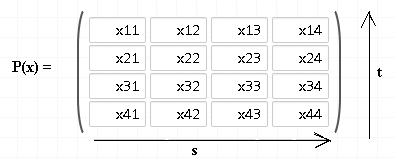 x11 x12 x13 x14
x21 x22 x23 x24
P(x) =
x31 x32 x33 x34
x41 x42 x43 x44
t
s